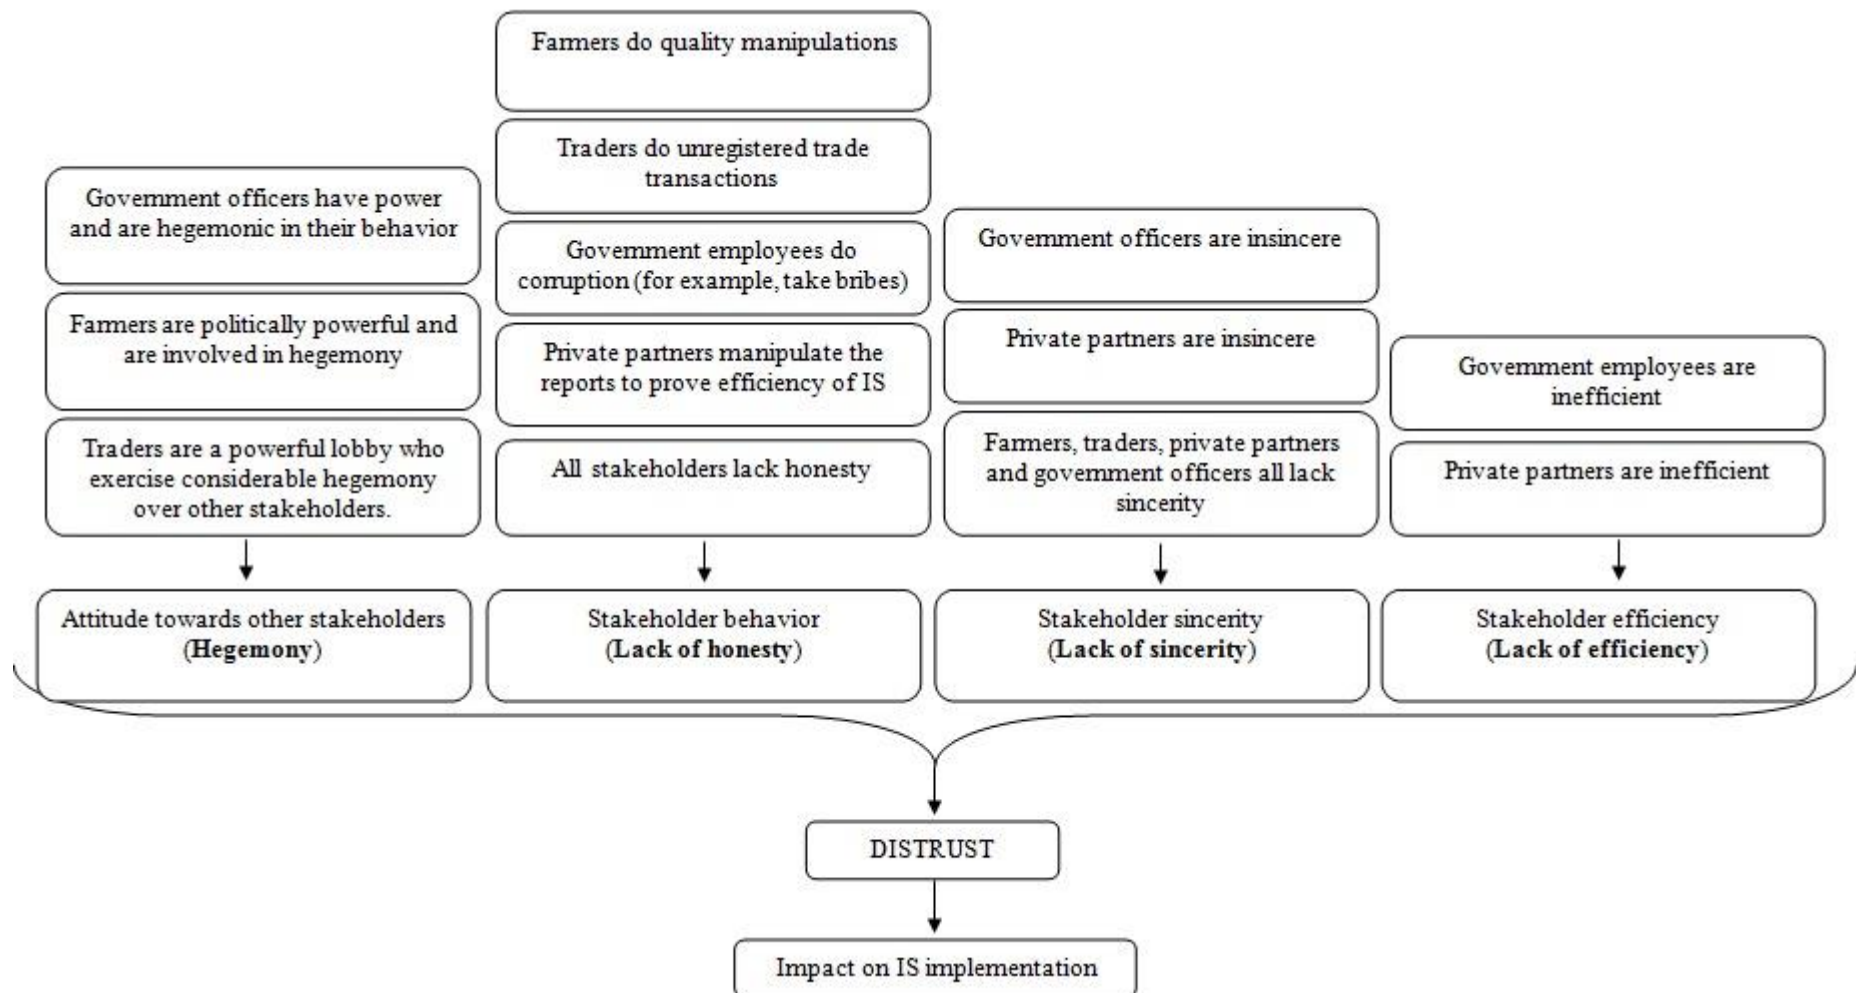 Farmers do quality manipulations
Traders do unregistered trade
transactions
Government officers have power
and are hegemonic in their behavior
Government employees do
corruption (for example, take bribes)
Government officers are insincere
Farmers are politically powerful and
are involved in hegemony
Private partners manipulate the
reports to prove efficiency of IS
Private partners are insincere
Government employees are
inefficient
Traders are a powerful lobby who
exercise considerable hegemony
over other stakeholders.
All stakeholders lack honesty
Farmers, traders, private partners
and government officers all lack
sincerity
Private partners are inefficient
Attitude towards other stakeholders
(Hegemony)
Stakeholder behavior
(Lack of honesty)
Stakeholder sincerity
(Lack of sincerity)
Stakeholder efficiency
(Lack of efficiency)
DISTRUST
Impact on IS implementation